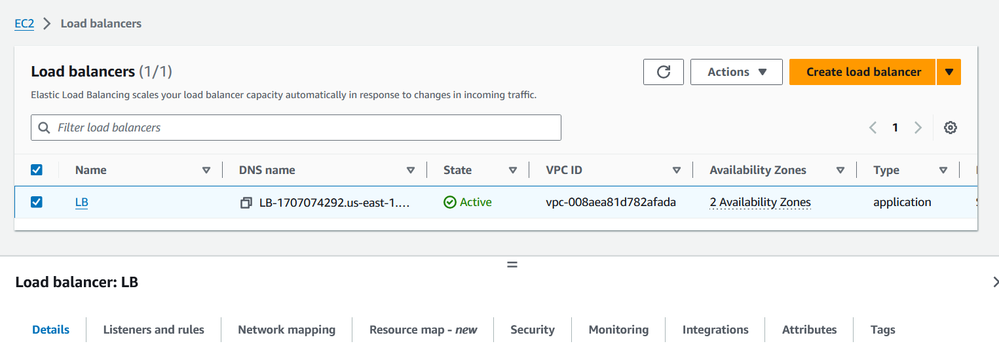 EC2 > Load balancers
Load balancers (1/1)
Actions
Create load balancer
Elastic Load Balancing scales your load balancer capacity automatically in response to changes in incoming traffic.
Filter load balancers
1
Name DNS name State VPC ID Availability Zones Type
LB LB-1707074292.us-east-1.... Active vpc-008aea81d782afada 2 Availability Zones application
Load balancer: LB
Details Listeners and rules Network mapping Resource map - new Security Monitoring Integrations Attributes Tags